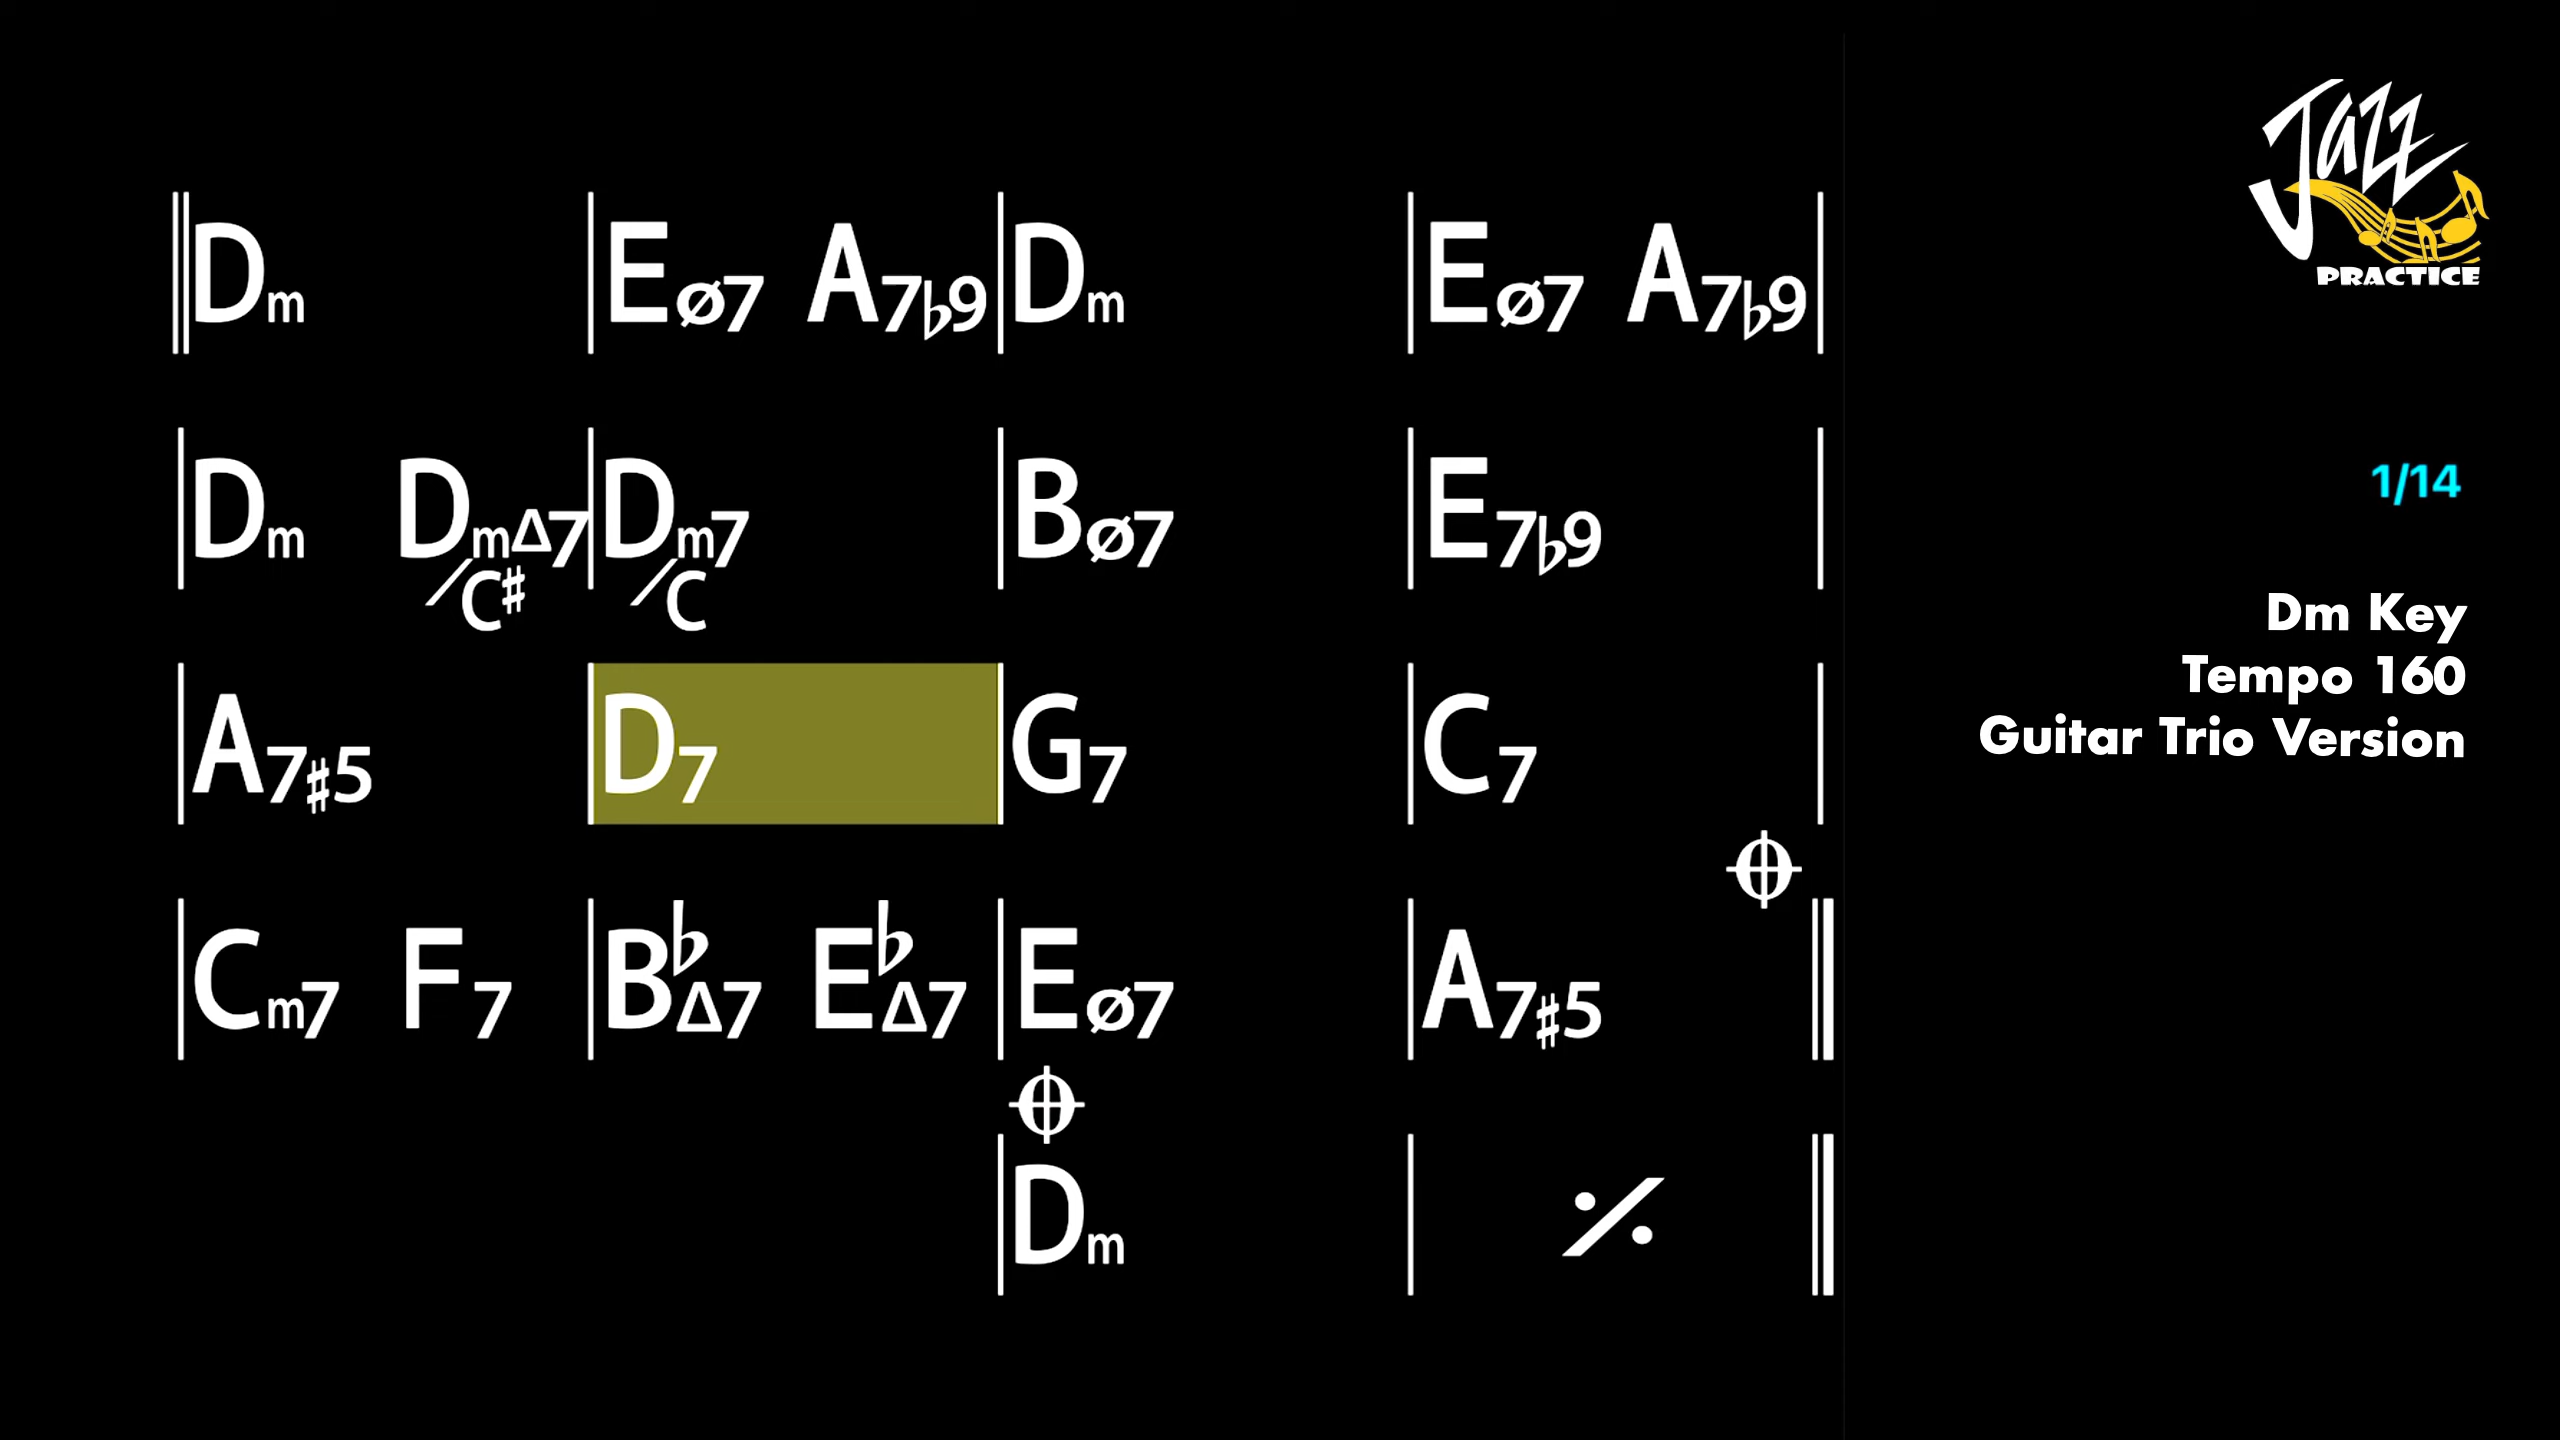 Jazz
PRACTICE
Dm Eø7 A7♭9 Dm Eø7 A7♭9
1/14
Dm DmΔ7/C♯ Dm7/C Bø7 E7♭9
Dm Key
Tempo 160
Guitar Trio Version
A7♯5 D7 G7 C7
Cm7 F7 B♭Δ7 E♭Δ7 Eø7 A7♯5
Dm